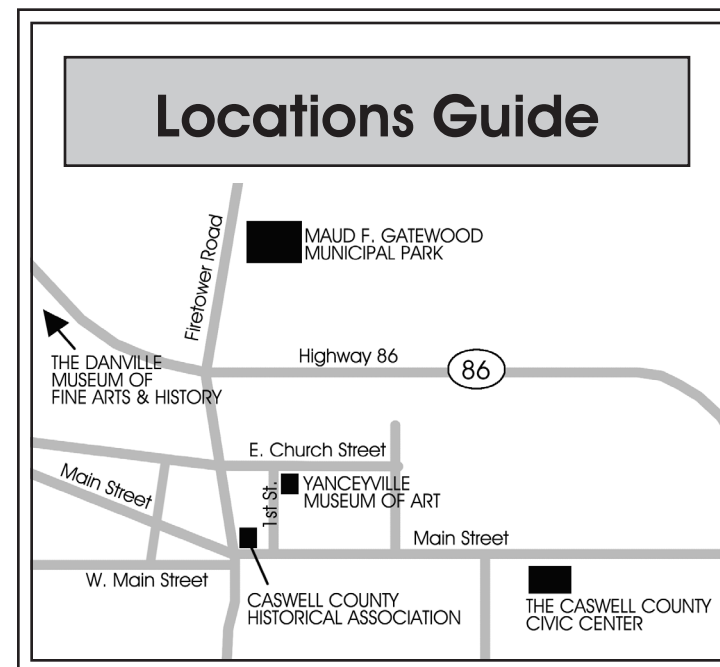 Locations Guide
Firetower Road
MAUD F. GATEWOOD
MUNICIPAL PARK
Highway 86
86
THE DANVILLE
MUSEUM OF
FINE ARTS & HISTORY
E. Church Street
Main Street
1st St.
YANCEYVILLE
MUSEUM OF ART
Main Street
W. Main Street
CASWELL COUNTY
HISTORICAL ASSOCIATION
THE CASWELL COUNTY
CIVIC CENTER